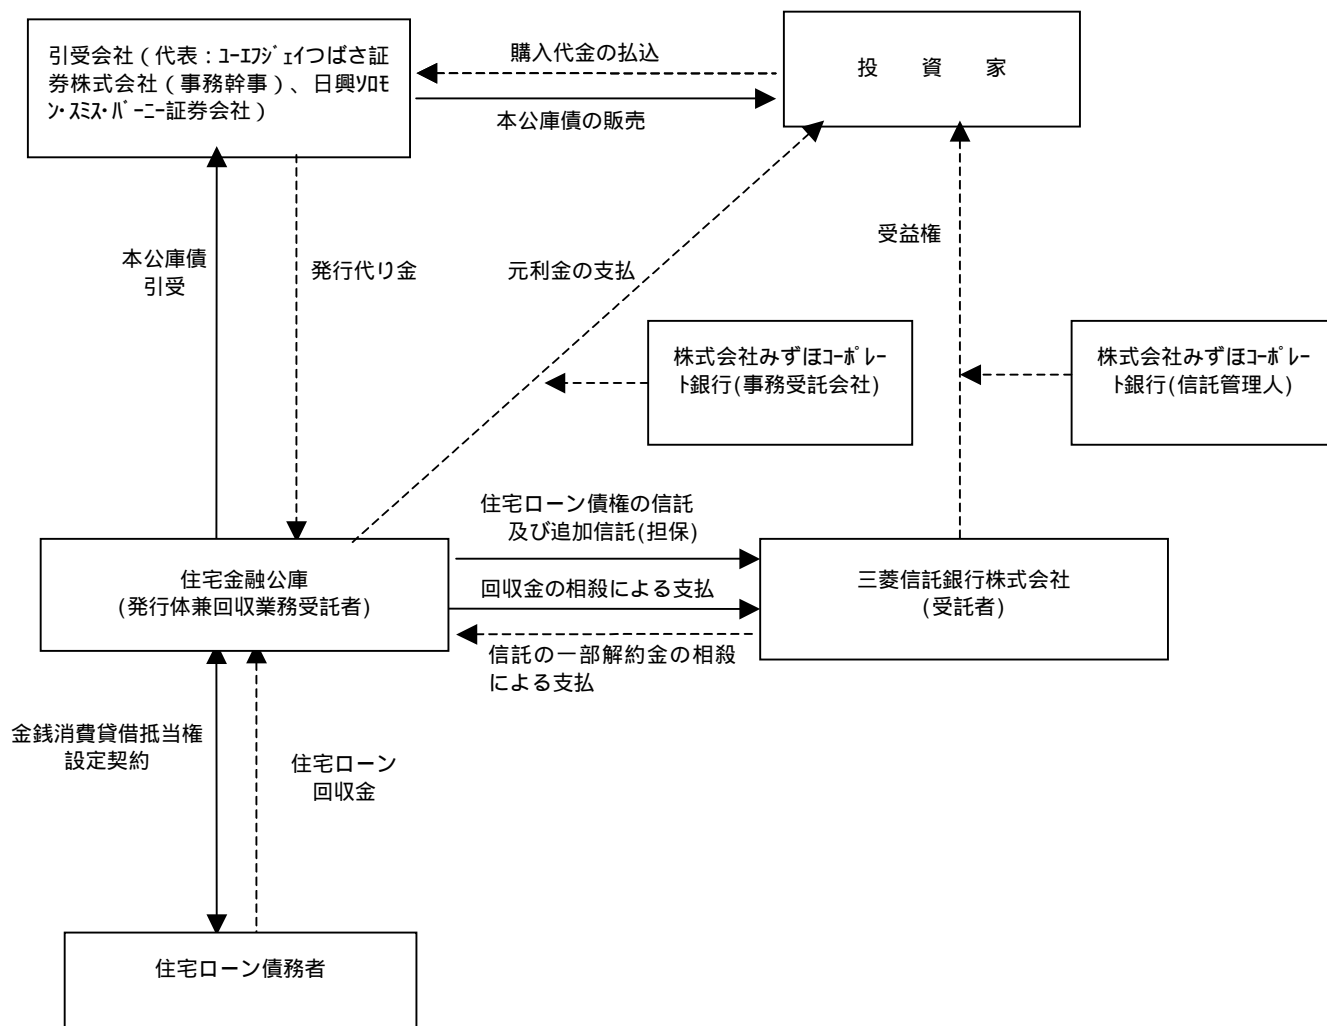 引受会社（代表：ﾕｰｴﾌｼﾞｪｲつばさ証
券株式会社（事務幹事）、日興ｿﾛﾓ
ﾝ･ｽﾐｽ･ﾊﾞｰﾆｰ証券会社）
購入代金の払込
本公庫債の販売
投　資　家
本公庫債
引受
発行代り金
元利金の支払
受益権
株式会社みずほｺｰﾎﾟﾚｰ
ﾄ銀行(事務受託会社)
株式会社みずほｺｰﾎﾟﾚｰ
ﾄ銀行(信託管理人)
住宅ローン債権の信託
及び追加信託(担保)
住宅金融公庫
(発行体兼回収業務受託者)
回収金の相殺による支払
三菱信託銀行株式会社
(受託者)
信託の一部解約金の相殺
による支払
金銭消費貸借抵当権
設定契約
住宅ローン
回収金
住宅ローン債務者